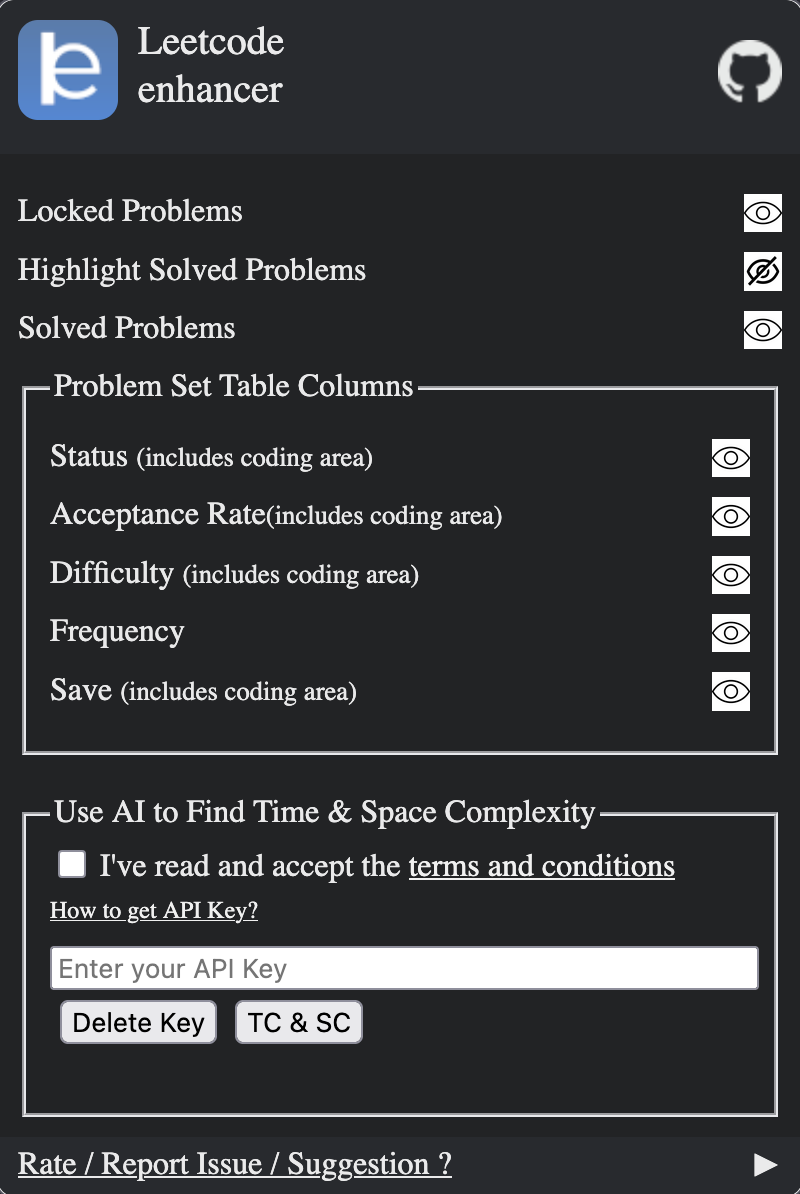 Leetcode
enhancer
Locked Problems
Highlight Solved Problems
Solved Problems
Problem Set Table Columns
Status (includes coding area)
Acceptance Rate(includes coding area)
Difficulty (includes coding area)
Frequency
Save (includes coding area)
Use AI to Find Time & Space Complexity
I've read and accept the terms and conditions
How to get API Key?
Enter your API Key
Delete Key TC & SC
Rate / Report Issue / Suggestion ?